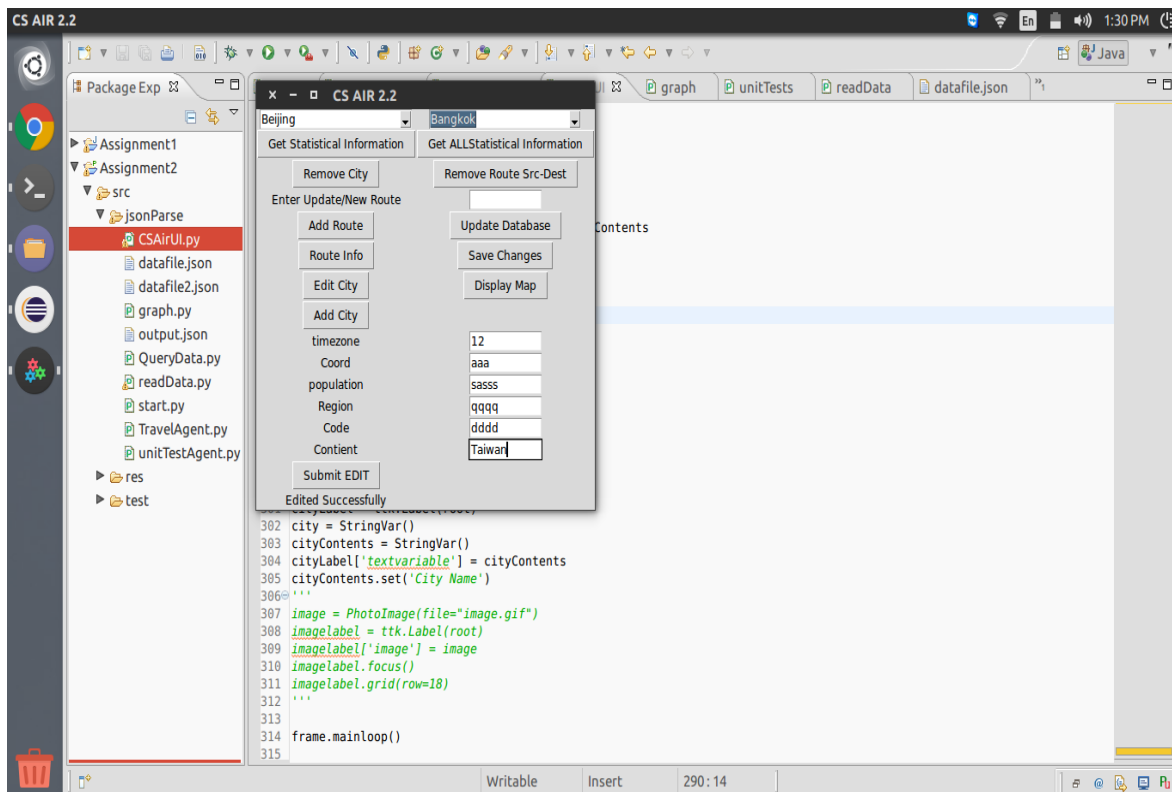 CS AIR 2.2
En
1:30 PM
Java
Package Exp
graph
unitTests
readData
datafile.json
Assignment1
Assignment2
src
jsonParse
CSAirUI.py
datafile.json
datafile2.json
graph.py
output.json
QueryData.py
readData.py
start.py
TravelAgent.py
unitTestAgent.py
res
test
CS AIR 2.2
Beijing Bangkok
Get Statistical Information Get ALLStatistical Information
Remove City Remove Route Src-Dest
Enter Update/New Route
Add Route Update Database
Route Info Save Changes
Edit City Display Map
Add City
timezone 12
Coord aaa
population sasss
Region qqqq
Code dddd
Contient Taiwan
Submit EDIT
Edited Successfully
Contents
302 city = StringVar()
303 cityContents = StringVar()
304 cityLabel['textvariable'] = cityContents
305 cityContents.set('City Name')
306 '''
307 image = PhotoImage(file="image.gif")
308 imagelabel = ttk.Label(root)
309 imagelabel['image'] = image
310 imagelabel.focus()
311 imagelabel.grid(row=18)
312 '''
313
314 frame.mainloop()
315
Writable Insert 290:14